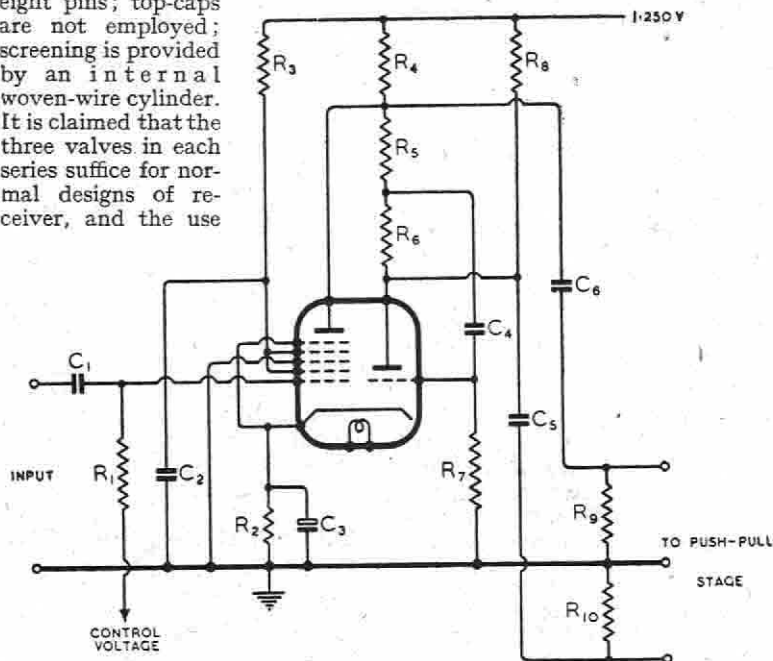 eight pins; top-caps
are not employed;
screening is provided
by an internal
woven-wire cylinder.
It is claimed that the
three valves in each
series suffice for nor-
mal designs of re-
ceiver, and the use
1·250 V
R3
R4
R8
R5
R6
C6
C4
C1
C5
INPUT
R1
C2
R7
R2
C3
R9
TO PUSH-PULL
STAGE
R10
CONTROL
VOLTAGE